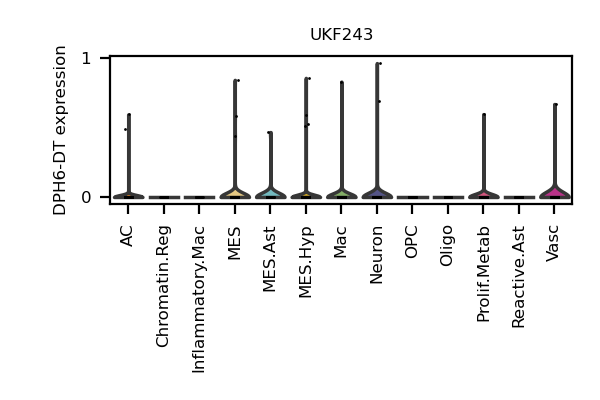 UKF243
DPH6-DT expression
1
0
AC
Chromatin.Reg
Inflammatory.Mac
MES
MES.Ast
MES.Hyp
Mac
Neuron
OPC
Oligo
Prolif.Metab
Reactive.Ast
Vasc